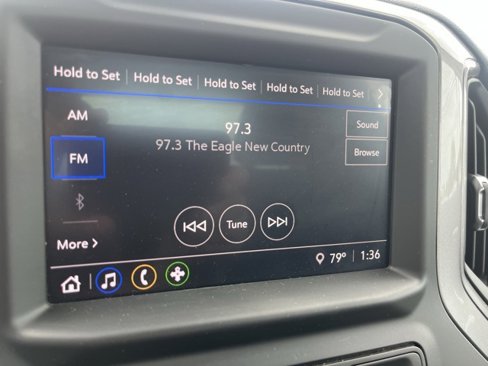 Hold to Set Hold to Set Hold to Set Hold to Set Hold to Set
AM
97.3
Sound
FM
97.3 The Eagle New Country
Browse
Tune
More
79° 1:36